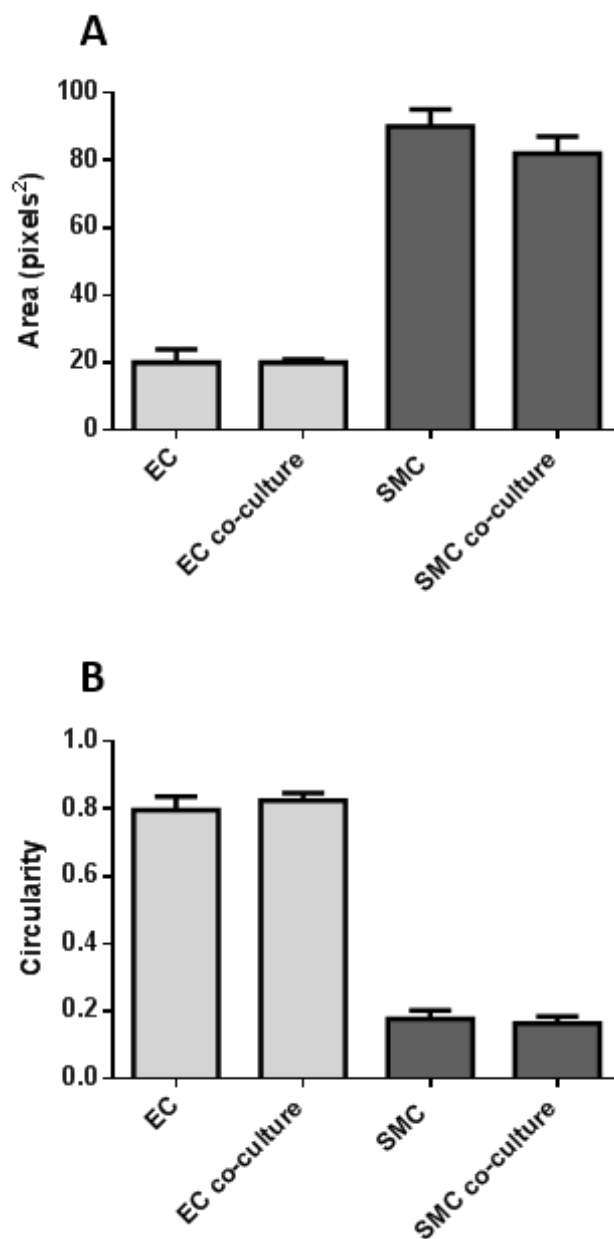 A
Area (pixels²)
100
80
60
40
20
0
EC
EC co-culture
SMC
SMC co-culture
B
Circularity
1.0
0.8
0.6
0.4
0.2
0.0
EC
EC co-culture
SMC
SMC co-culture